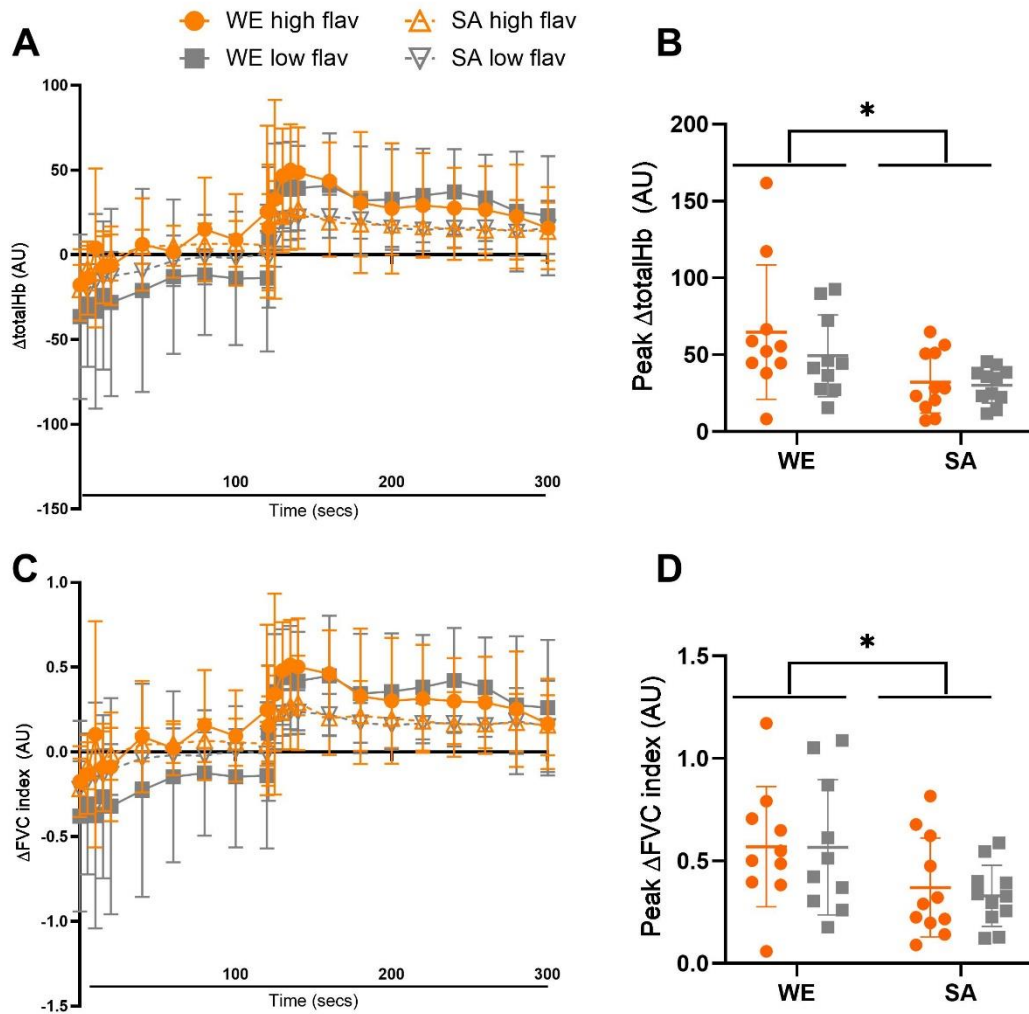 WE high flav SA high flav
WE low flav SA low flav
A
ΔtotalHb (AU)
100
50
0
-50
-100
-150
100 200 300
Time (secs)
B
*
Peak ΔtotalHb (AU)
200
150
100
50
0
WE SA
C
ΔFVC index (AU)
1.0
0.5
0.0
-0.5
-1.0
-1.5
100 200 300
Time (secs)
D
*
Peak ΔFVC index (AU)
1.5
1.0
0.5
0.0
WE SA